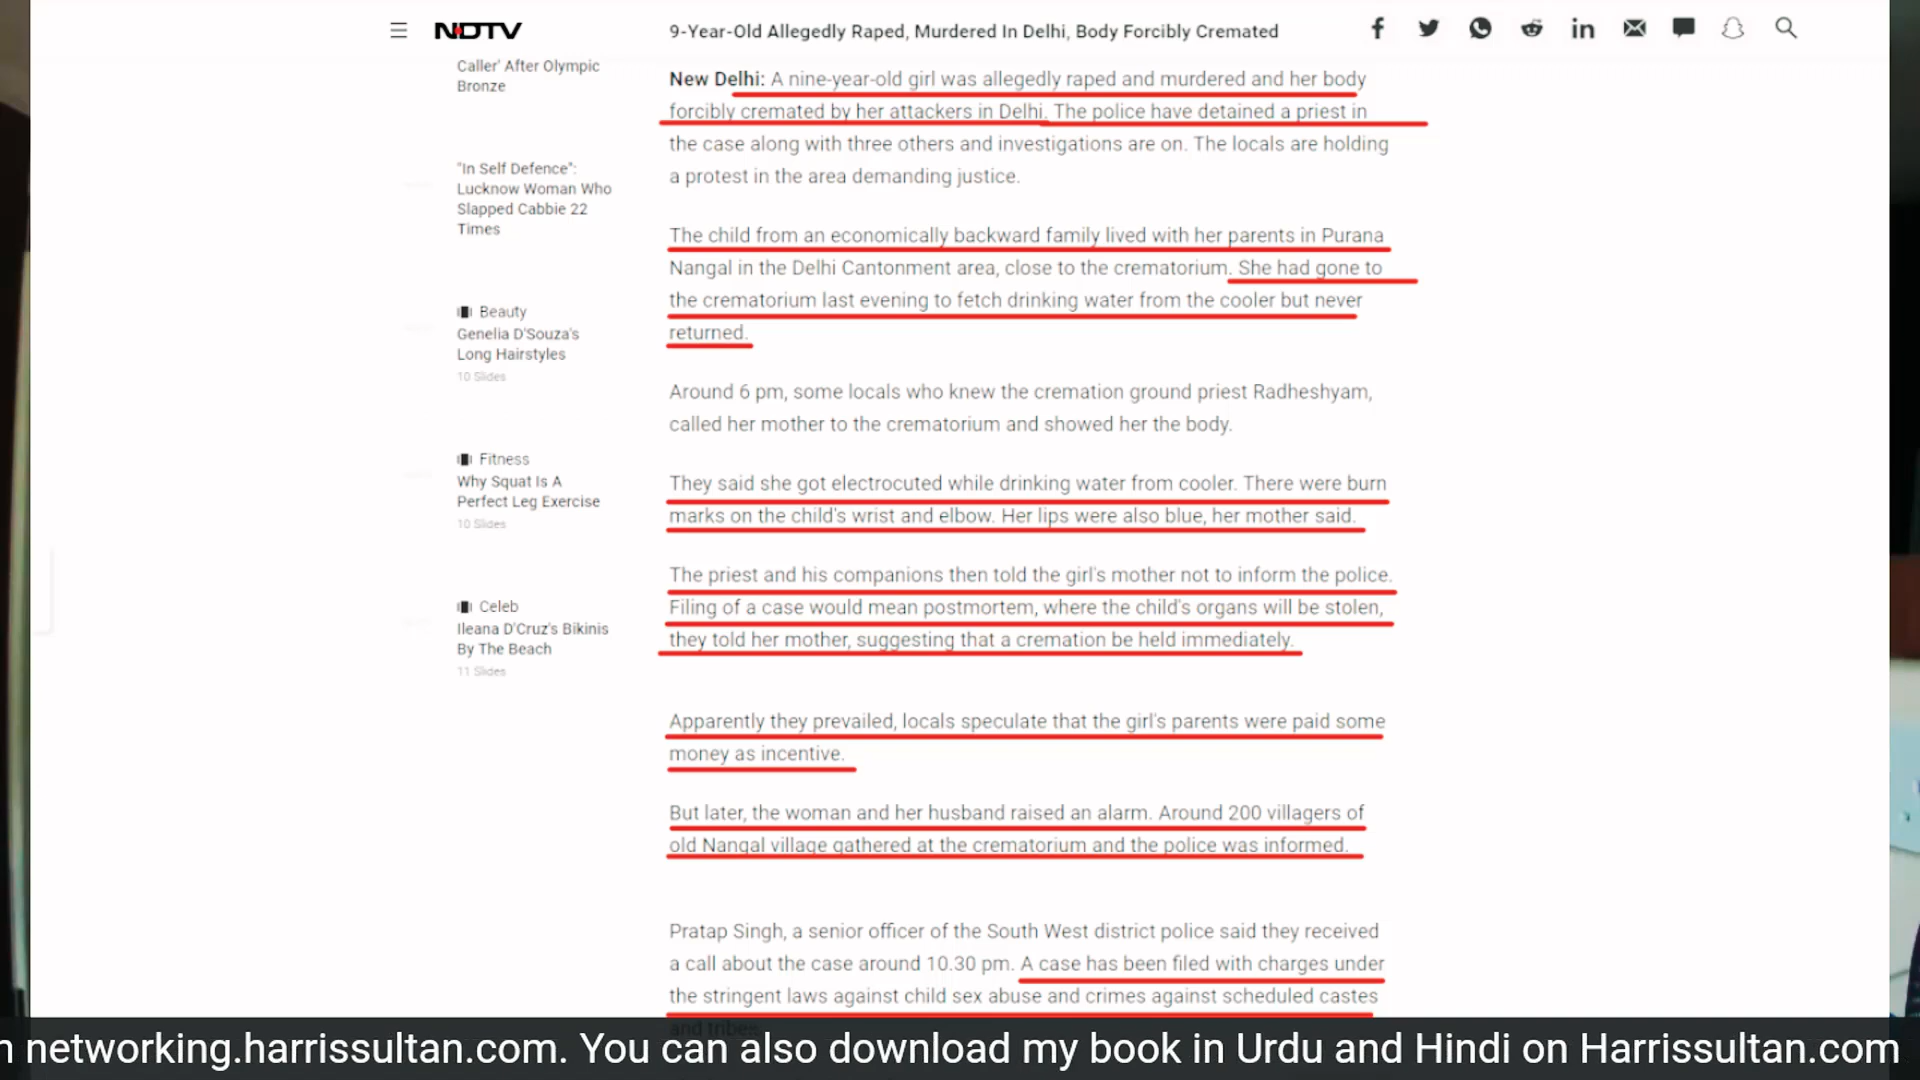 NDTV
9-Year-Old Allegedly Raped, Murdered In Delhi, Body Forcibly Cremated
Caller' After Olympic
Bronze
"In Self Defence":
Lucknow Woman Who
Slapped Cabbie 22
Times
Beauty
Genelia D'Souza's
Long Hairstyles
10 Slides
Fitness
Why Squat Is A
Perfect Leg Exercise
10 Slides
Celeb
Ileana D'Cruz's Bikinis
By The Beach
11 Slides
New Delhi: A nine-year-old girl was allegedly raped and murdered and her body
forcibly cremated by her attackers in Delhi. The police have detained a priest in
the case along with three others and investigations are on. The locals are holding
a protest in the area demanding justice.
The child from an economically backward family lived with her parents in Purana
Nangal in the Delhi Cantonment area, close to the crematorium. She had gone to
the crematorium last evening to fetch drinking water from the cooler but never
returned.
Around 6 pm, some locals who knew the cremation ground priest Radheshyam,
called her mother to the crematorium and showed her the body.
They said she got electrocuted while drinking water from cooler. There were burn
marks on the child's wrist and elbow. Her lips were also blue, her mother said.
The priest and his companions then told the girl's mother not to inform the police.
Filing of a case would mean postmortem, where the child's organs will be stolen,
they told her mother, suggesting that a cremation be held immediately.
Apparently they prevailed, locals speculate that the girl's parents were paid some
money as incentive.
But later, the woman and her husband raised an alarm. Around 200 villagers of
old Nangal village gathered at the crematorium and the police was informed.
Pratap Singh, a senior officer of the South West district police said they received
a call about the case around 10.30 pm. A case has been filed with charges under
the stringent laws against child sex abuse and crimes against scheduled castes
and tribes
networking.harrissultan.com. You can also download my book in Urdu and Hindi on Harrissultan.com